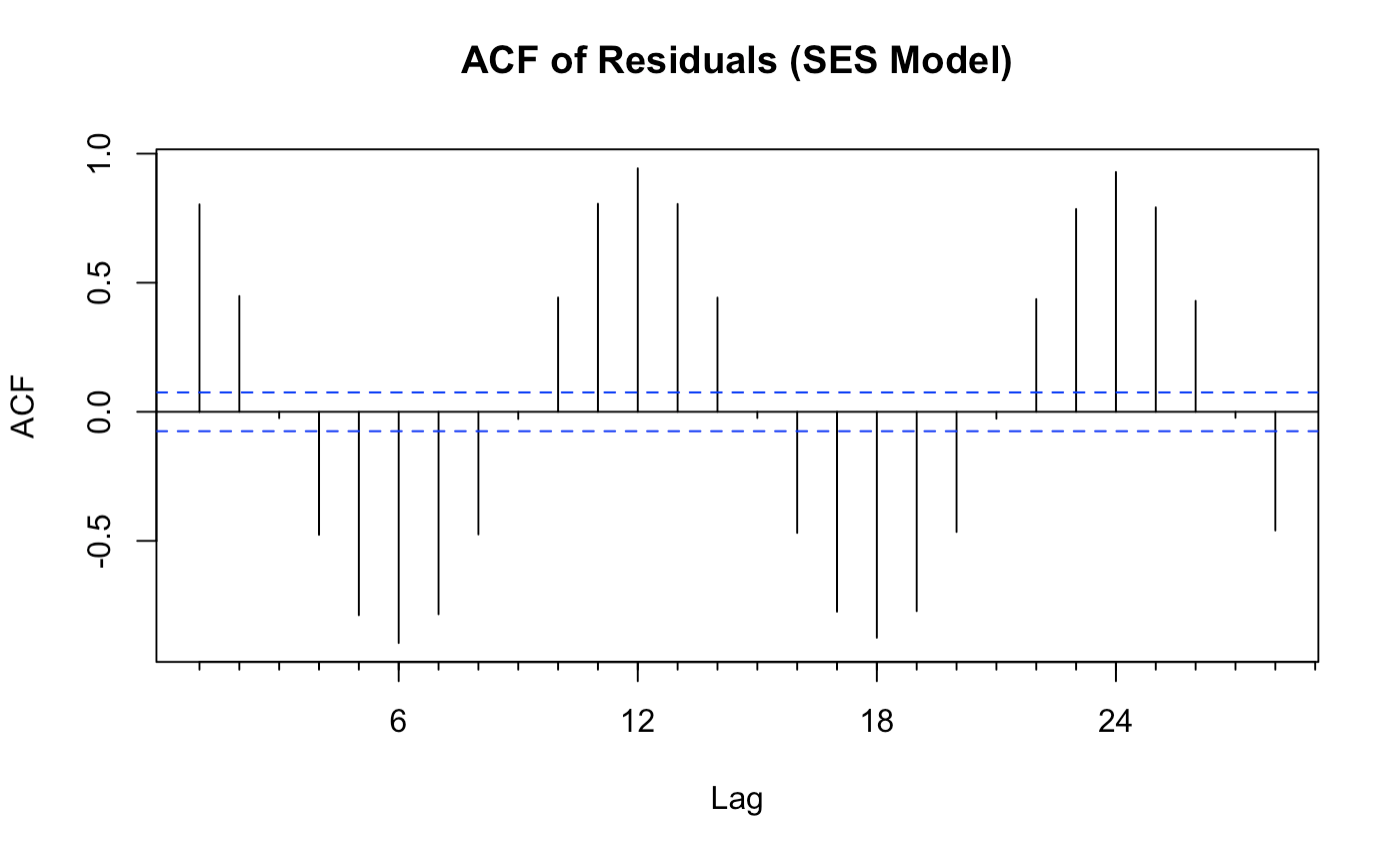 ACF of Residuals (SES Model)
ACF
1.0
0.5
0.0
-0.5
6 12 18 24
Lag